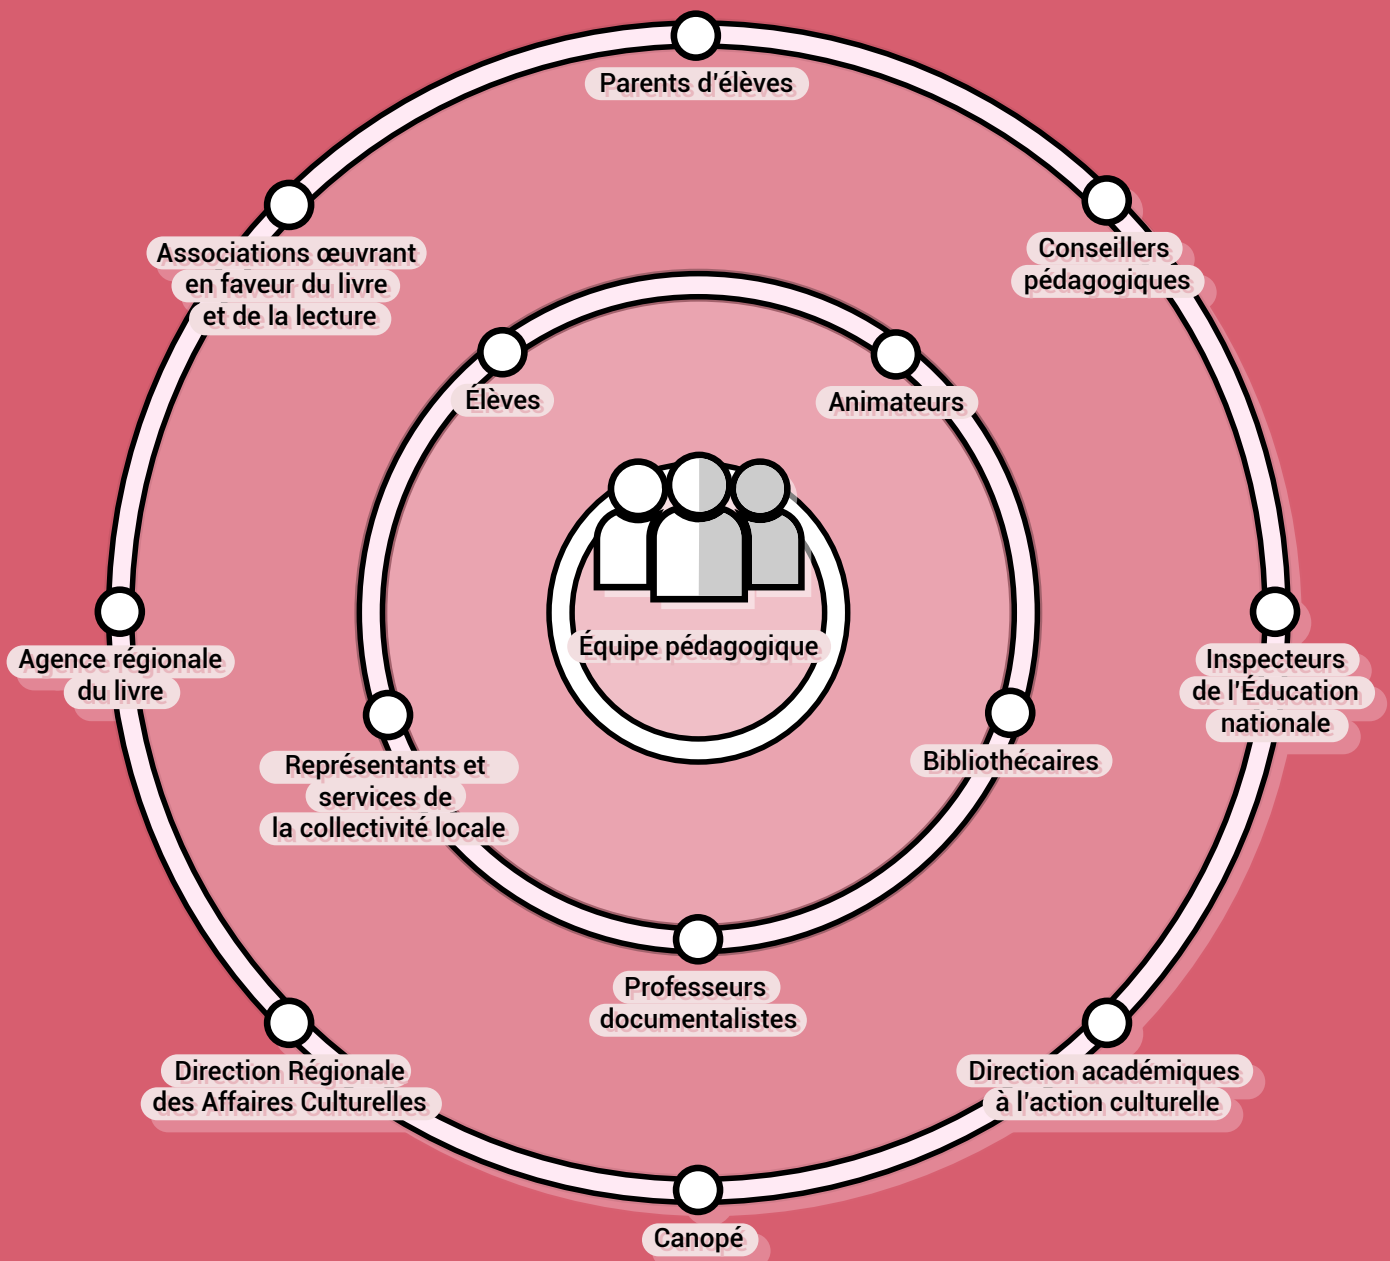 Parents d'élèves
Associations œuvrant
en faveur du livre
et de la lecture
Conseillers
pédagogiques
Élèves
Animateurs
Équipe pédagogique
Agence régionale
du livre
Inspecteurs
de l'Éducation
nationale
Représentants et
services de
la collectivité locale
Bibliothécaires
Professeurs
documentalistes
Direction Régionale
des Affaires Culturelles
Direction académiques
à l'action culturelle
Canopé